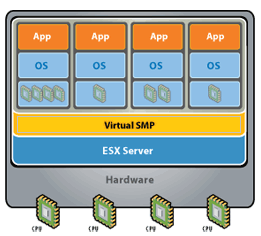 App App App App
OS OS OS OS
Virtual SMP
ESX Server
Hardware
CPU CPU CPU CPU